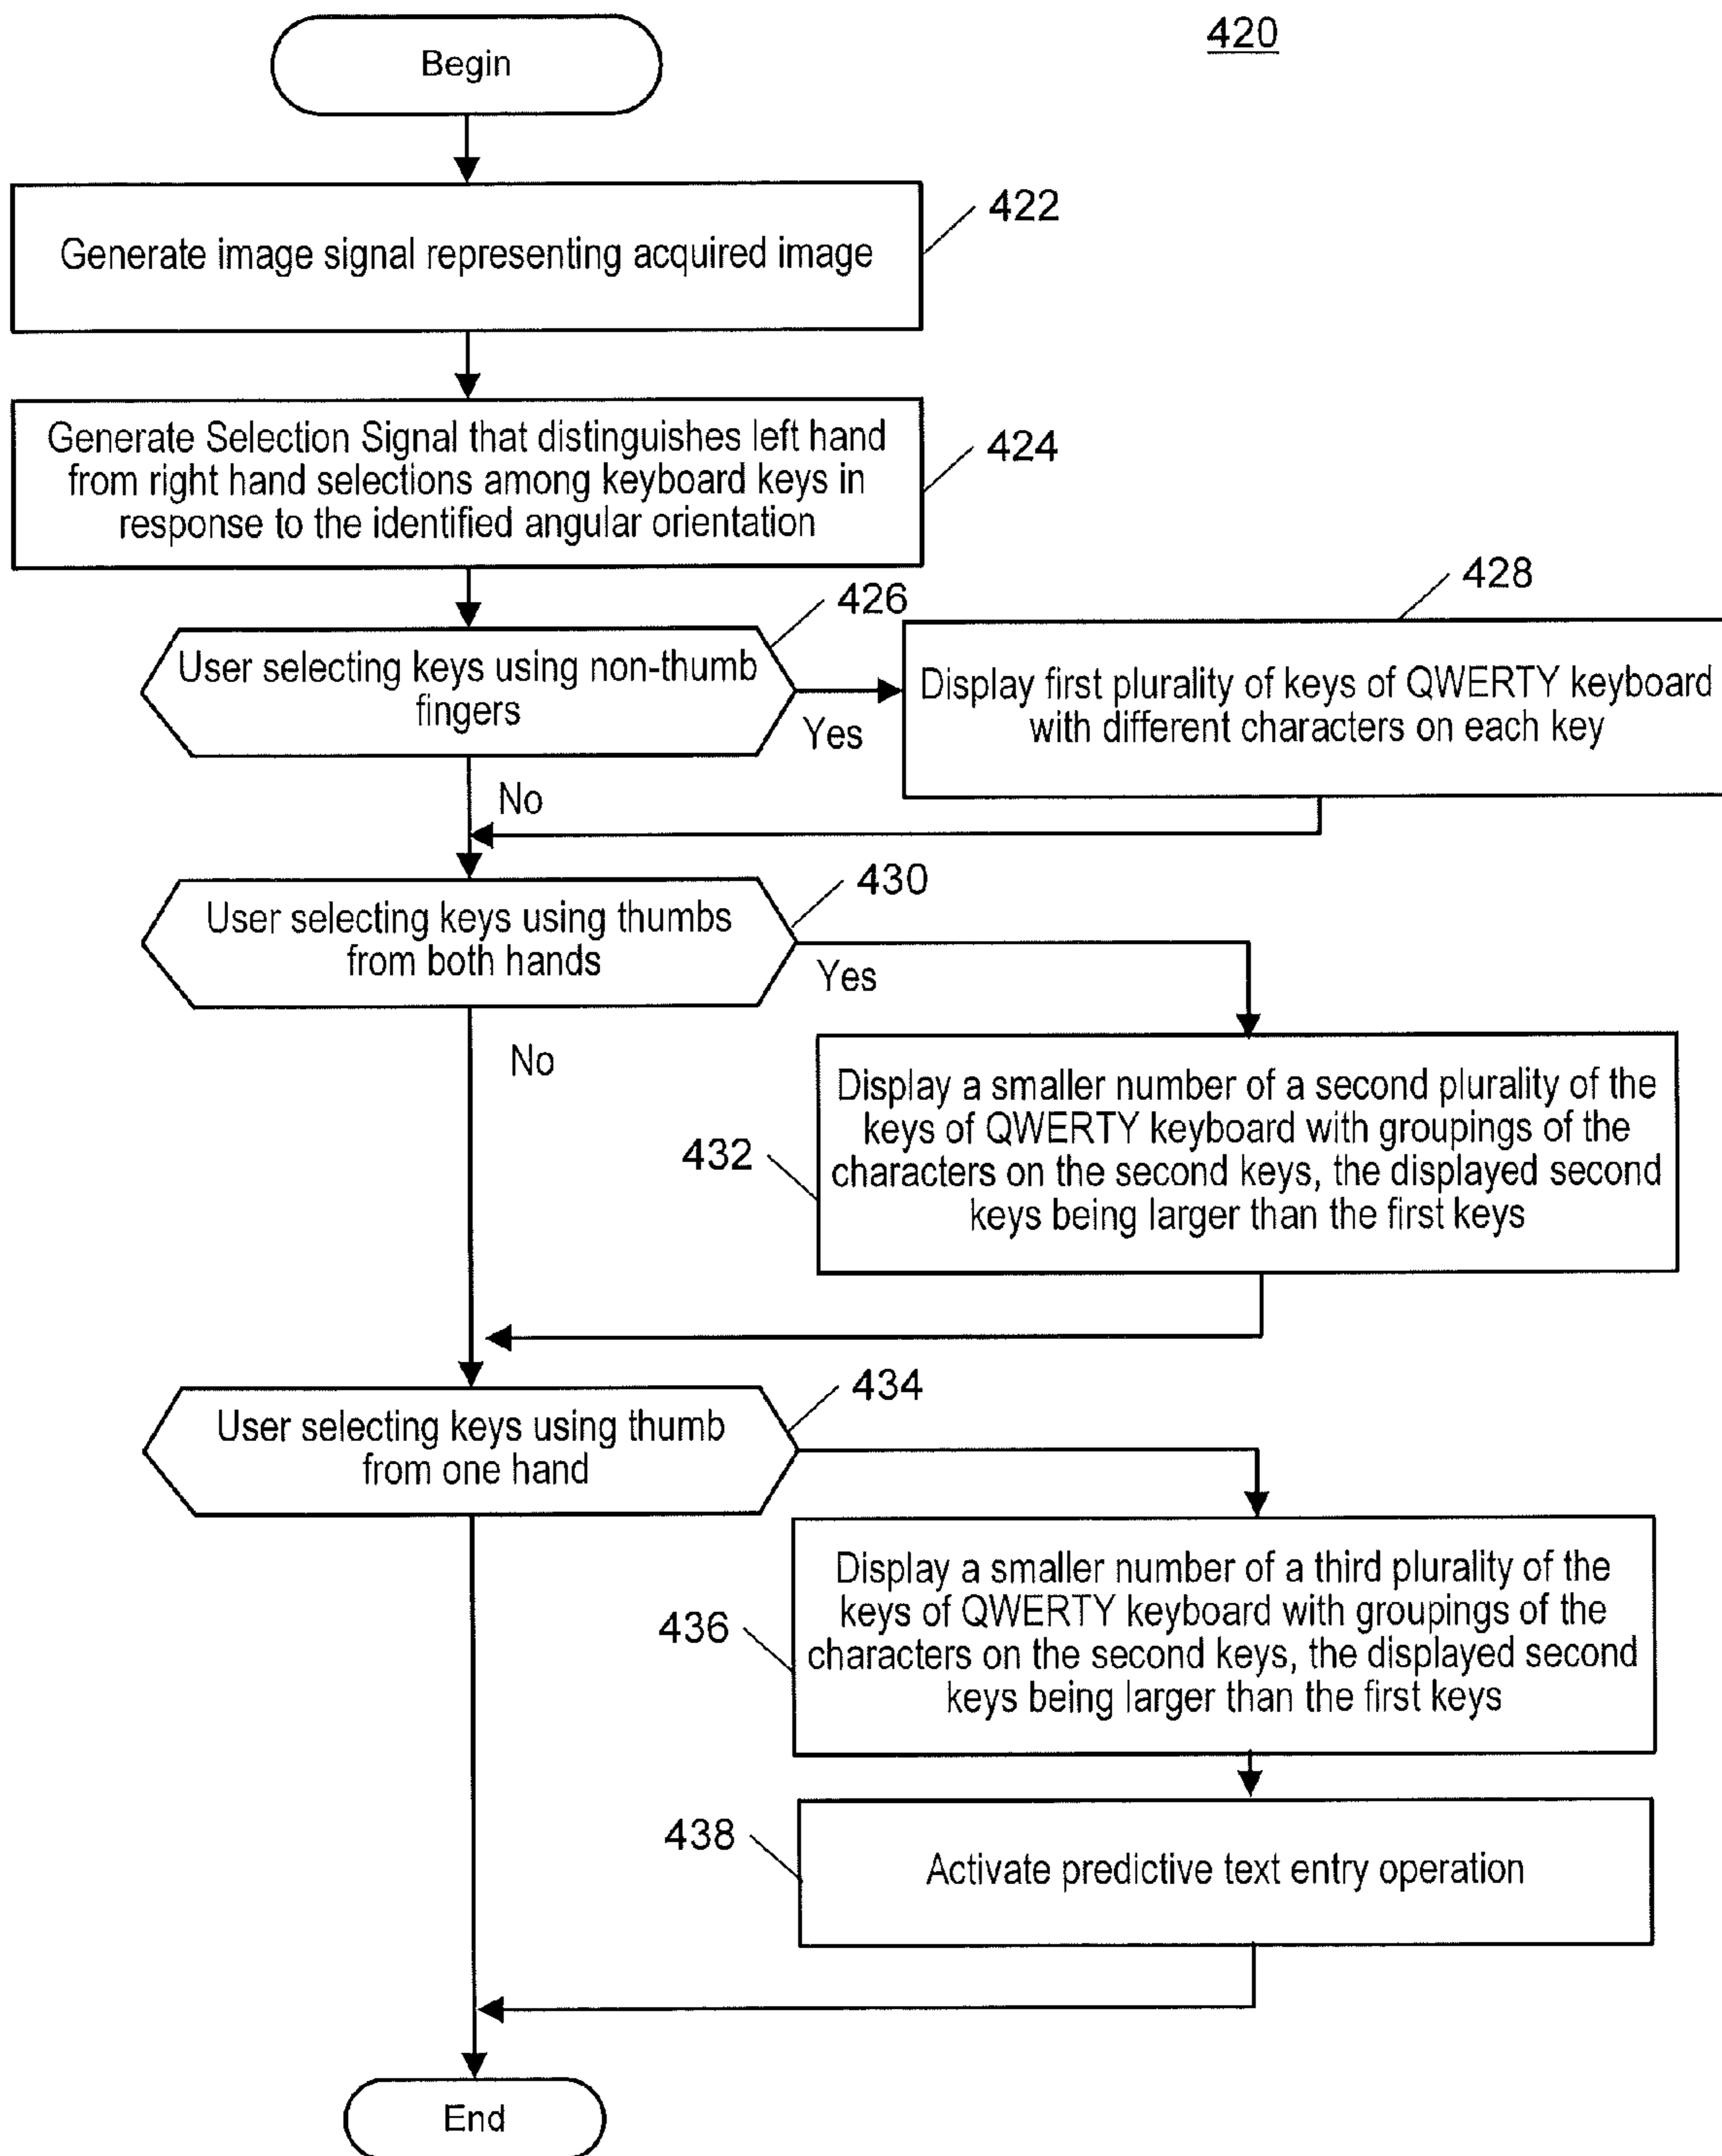 420
Begin
422
Generate image signal representing acquired image
424
Generate Selection Signal that distinguishes left hand
from right hand selections among keyboard keys in
response to the identified angular orientation
426
428
User selecting keys using non-thumb
fingers
Yes
Display first plurality of keys of QWERTY keyboard
with different characters on each key
No
430
User selecting keys using thumbs
from both hands
Yes
No
432
Display a smaller number of a second plurality of the
keys of QWERTY keyboard with groupings of the
characters on the second keys, the displayed second
keys being larger than the first keys
434
User selecting keys using thumb
from one hand
436
Display a smaller number of a third plurality of the
keys of QWERTY keyboard with groupings of the
characters on the second keys, the displayed second
keys being larger than the first keys
438
Activate predictive text entry operation
End